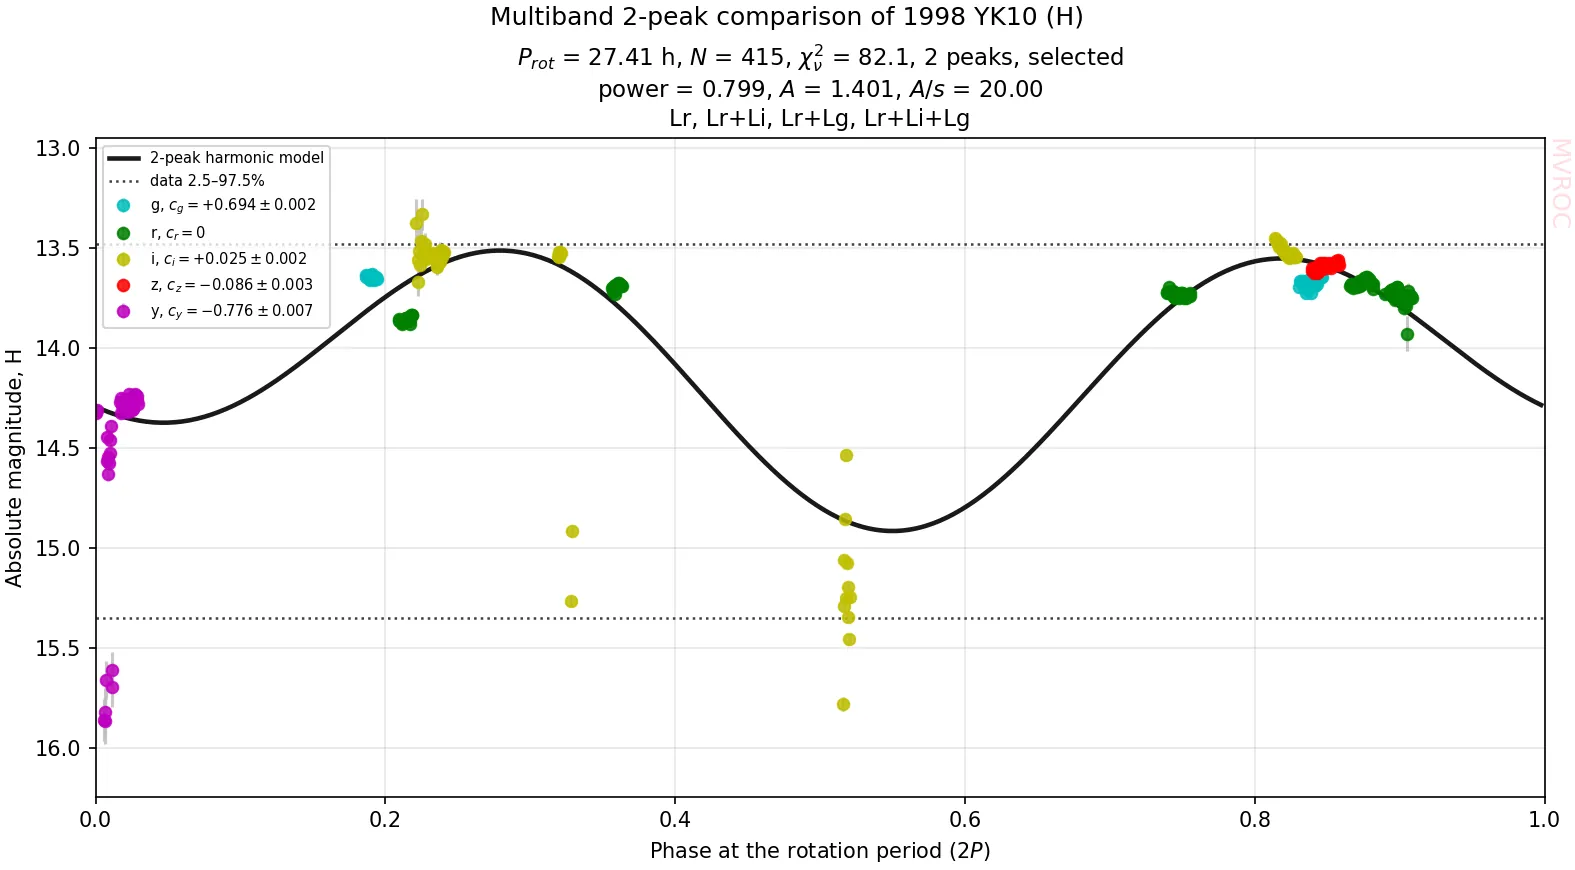 Multiband 2-peak comparison of 1998 YK10 (H)
P_rot = 27.41 h, N = 415, χ²_ν = 82.1, 2 peaks, selected
power = 0.799, A = 1.401, A/s = 20.00
Lr, Lr+Li, Lr+Lg, Lr+Li+Lg
2-peak harmonic model
data 2.5–97.5%
g, c_g = +0.694 ± 0.002
r, c_r = 0
i, c_i = +0.025 ± 0.002
z, c_z = −0.086 ± 0.003
y, c_y = −0.776 ± 0.007
MVROC
Absolute magnitude, H
13.0
13.5
14.0
14.5
15.0
15.5
16.0
0.0 0.2 0.4 0.6 0.8 1.0
Phase at the rotation period (2P)